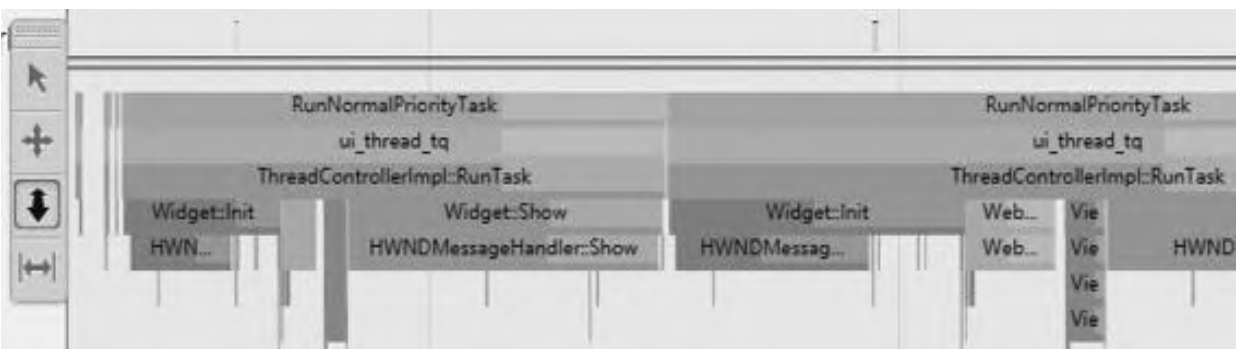 RunNormalPriorityTask RunNormalPriorityTask
ui_thread_tq ui_thread_tq
ThreadControllerImpl::RunTask ThreadControllerImpl::RunTask
Widget::Init Widget::Show Widget::Init Web... Vie
HWN... HWNDMessageHandler::Show HWNDMessag... Web... Vie HWND
Vie
Vie